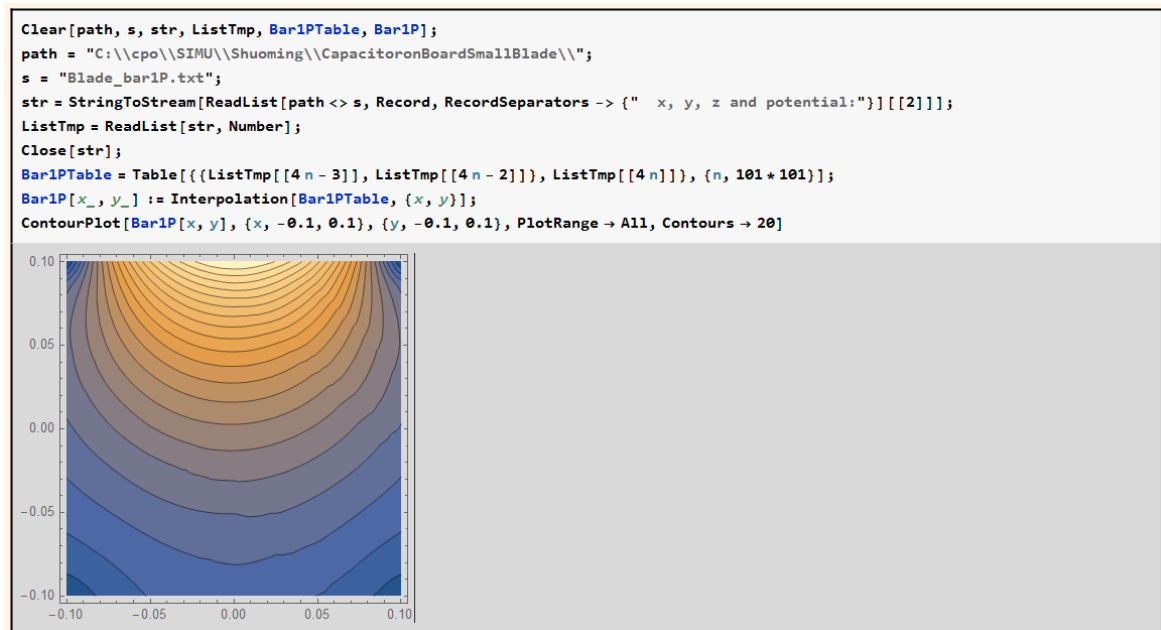 Clear[path, s, str, ListTmp, Bar1PTable, Bar1P];
path = "C:\\cpo\\SIMU\\Shuoming\\CapacitoronBoardSmallBlade\\";
s = "Blade_bar1P.txt";
str = StringToStream[ReadList[path <> s, Record, RecordSeparators -> {"  x, y, z and potential:"}][[2]]];
ListTmp = ReadList[str, Number];
Close[str];
Bar1PTable = Table[{{ListTmp[[4 n - 3]], ListTmp[[4 n - 2]]}, ListTmp[[4 n]]}, {n, 101 * 101}];
Bar1P[x_, y_] := Interpolation[Bar1PTable, {x, y}];
ContourPlot[Bar1P[x, y], {x, -0.1, 0.1}, {y, -0.1, 0.1}, PlotRange → All, Contours → 20]
0.10
0.05
0.00
-0.05
-0.10
-0.10 -0.05 0.00 0.05 0.10